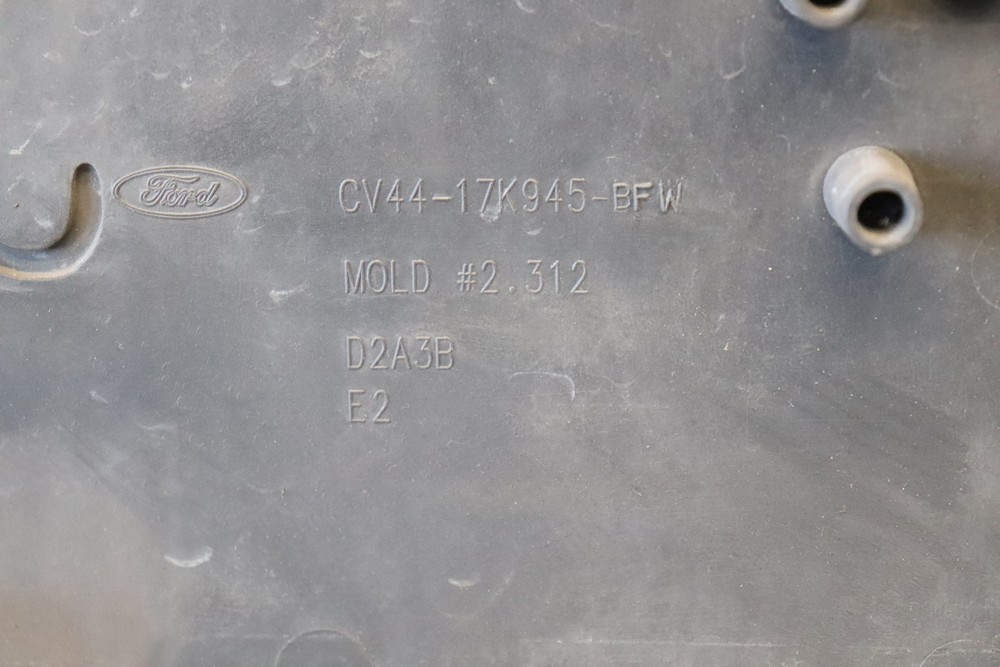 Ford
CV44-17K945-BFW
MOLD #2.312
D2A3B
E2